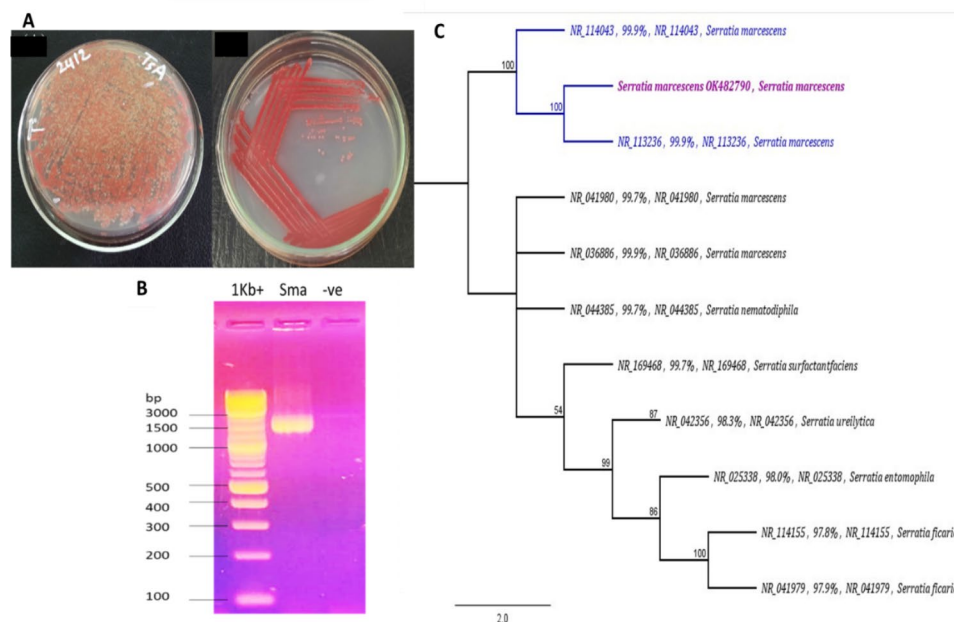 A
24/2
TSA
B
1Kb+ Sma -ve
bp
3000
1500
1000
500
400
300
200
100
C
NR_114043, 99.9%, NR_114043, Serratia marcescens
100
Serratia marcescens OK482790, Serratia marcescens
100
NR_113236, 99.9%, NR_113236, Serratia marcescens
NR_041980, 99.7%, NR_041980, Serratia marcescens
NR_036886, 99.9%, NR_036886, Serratia marcescens
NR_044385, 99.7%, NR_044385, Serratia nematodiphila
NR_169468, 99.7%, NR_169468, Serratia surfactantfaciens
54
87
NR_042356, 98.3%, NR_042356, Serratia ureilytica
99
NR_025338, 98.0%, NR_025338, Serratia entomophila
86
NR_114155, 97.8%, NR_114155, Serratia ficari
100
NR_041979, 97.9%, NR_041979, Serratia ficari
2.0